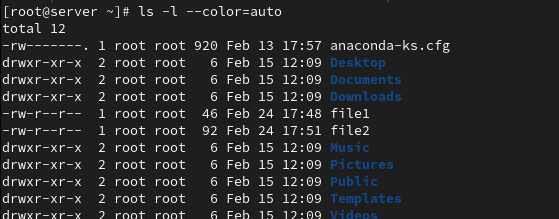 [root@server ~]# ls -l --color=auto
total 12
-rw-------. 1 root root 920 Feb 13 17:57 anaconda-ks.cfg
drwxr-xr-x  2 root root   6 Feb 15 12:09 Desktop
drwxr-xr-x  2 root root   6 Feb 15 12:09 Documents
drwxr-xr-x  2 root root   6 Feb 15 12:09 Downloads
-rw-r--r--  1 root root  46 Feb 24 17:48 file1
-rw-r--r--  1 root root  92 Feb 24 17:51 file2
drwxr-xr-x  2 root root   6 Feb 15 12:09 Music
drwxr-xr-x  2 root root   6 Feb 15 12:09 Pictures
drwxr-xr-x  2 root root   6 Feb 15 12:09 Public
drwxr-xr-x  2 root root   6 Feb 15 12:09 Templates
drwxr-xr-x  2 root root   6 Feb 15 12:09 Videos